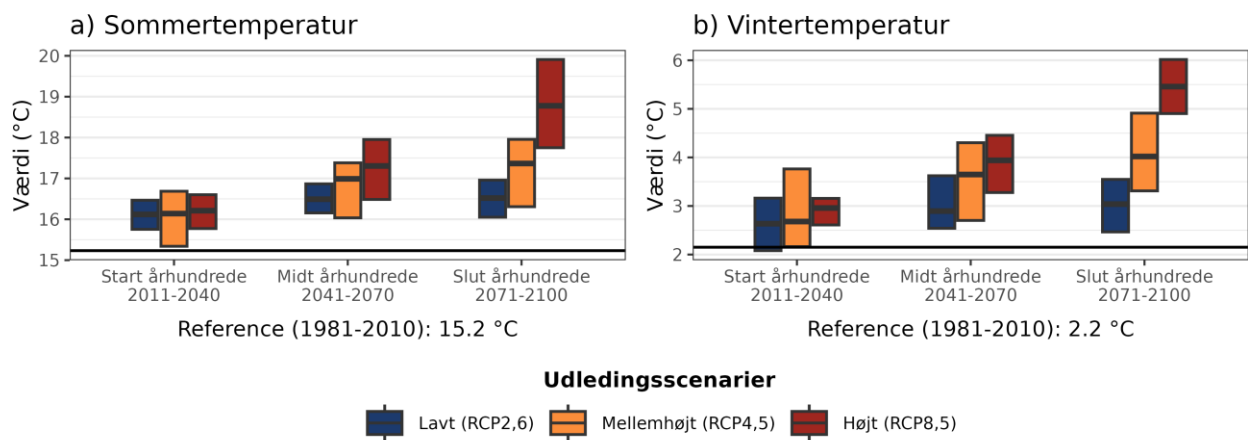 a) Sommertemperatur
Værdi (°C)
20
19
18
17
16
15
Start århundrede
2011-2040
Midt århundrede
2041-2070
Slut århundrede
2071-2100
Reference (1981-2010): 15.2 °C
b) Vintertemperatur
Værdi (°C)
6
5
4
3
2
Start århundrede
2011-2040
Midt århundrede
2041-2070
Slut århundrede
2071-2100
Reference (1981-2010): 2.2 °C
Udledingsscenarier
Lavt (RCP2,6)
Mellemhøjt (RCP4,5)
Højt (RCP8,5)